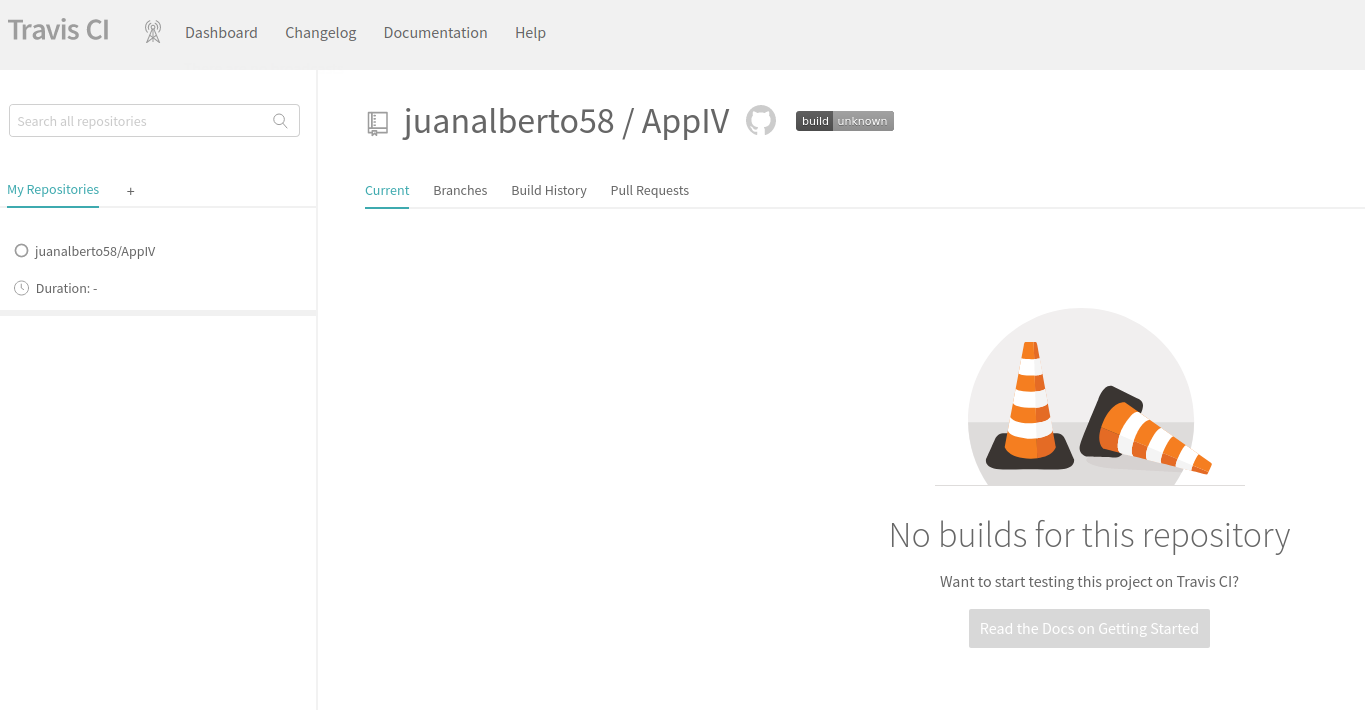 Travis CI
Dashboard Changelog Documentation Help
Search all repositories
juanalberto58 / AppIV
build unknown
My Repositories +
Current Branches Build History Pull Requests
juanalberto58/AppIV
Duration: -
No builds for this repository
Want to start testing this project on Travis CI?
Read the Docs on Getting Started